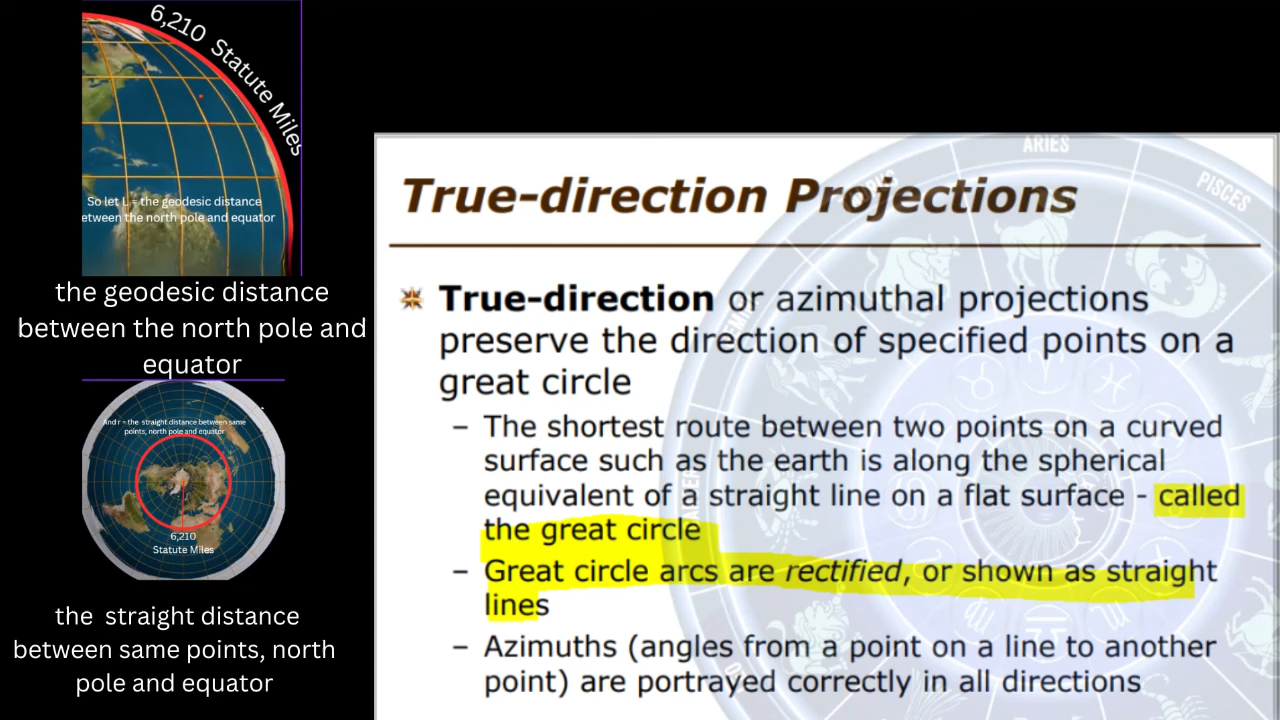 6,210 Statute Miles
So let L = the geodesic distance
etween the north pole and equator
the geodesic distance
between the north pole and
equator
And r = the straight distance between same
points, north pole and equator
6,210
Statute Miles
the straight distance
between same points, north
pole and equator
ARIES
PISCES
True-direction Projections
True-direction or azimuthal projections
preserve the direction of specified points on a
great circle
– The shortest route between two points on a curved
surface such as the earth is along the spherical
equivalent of a straight line on a flat surface - called
the great circle
– Great circle arcs are rectified, or shown as straight
lines
– Azimuths (angles from a point on a line to another
point) are portrayed correctly in all directions